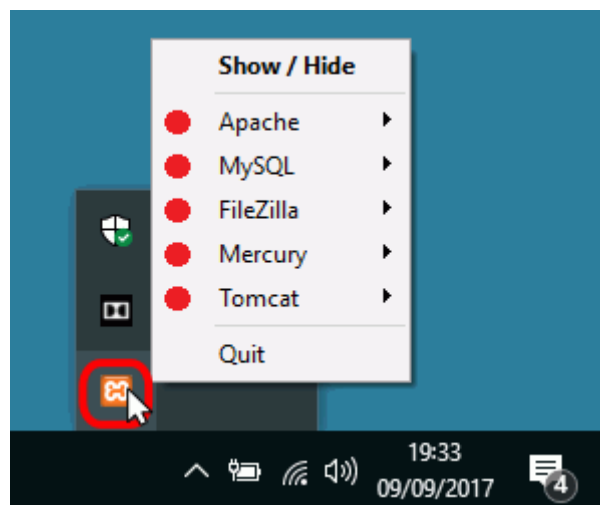 Show / Hide
Apache
MySQL
FileZilla
Mercury
Tomcat
Quit
19:33
09/09/2017
4